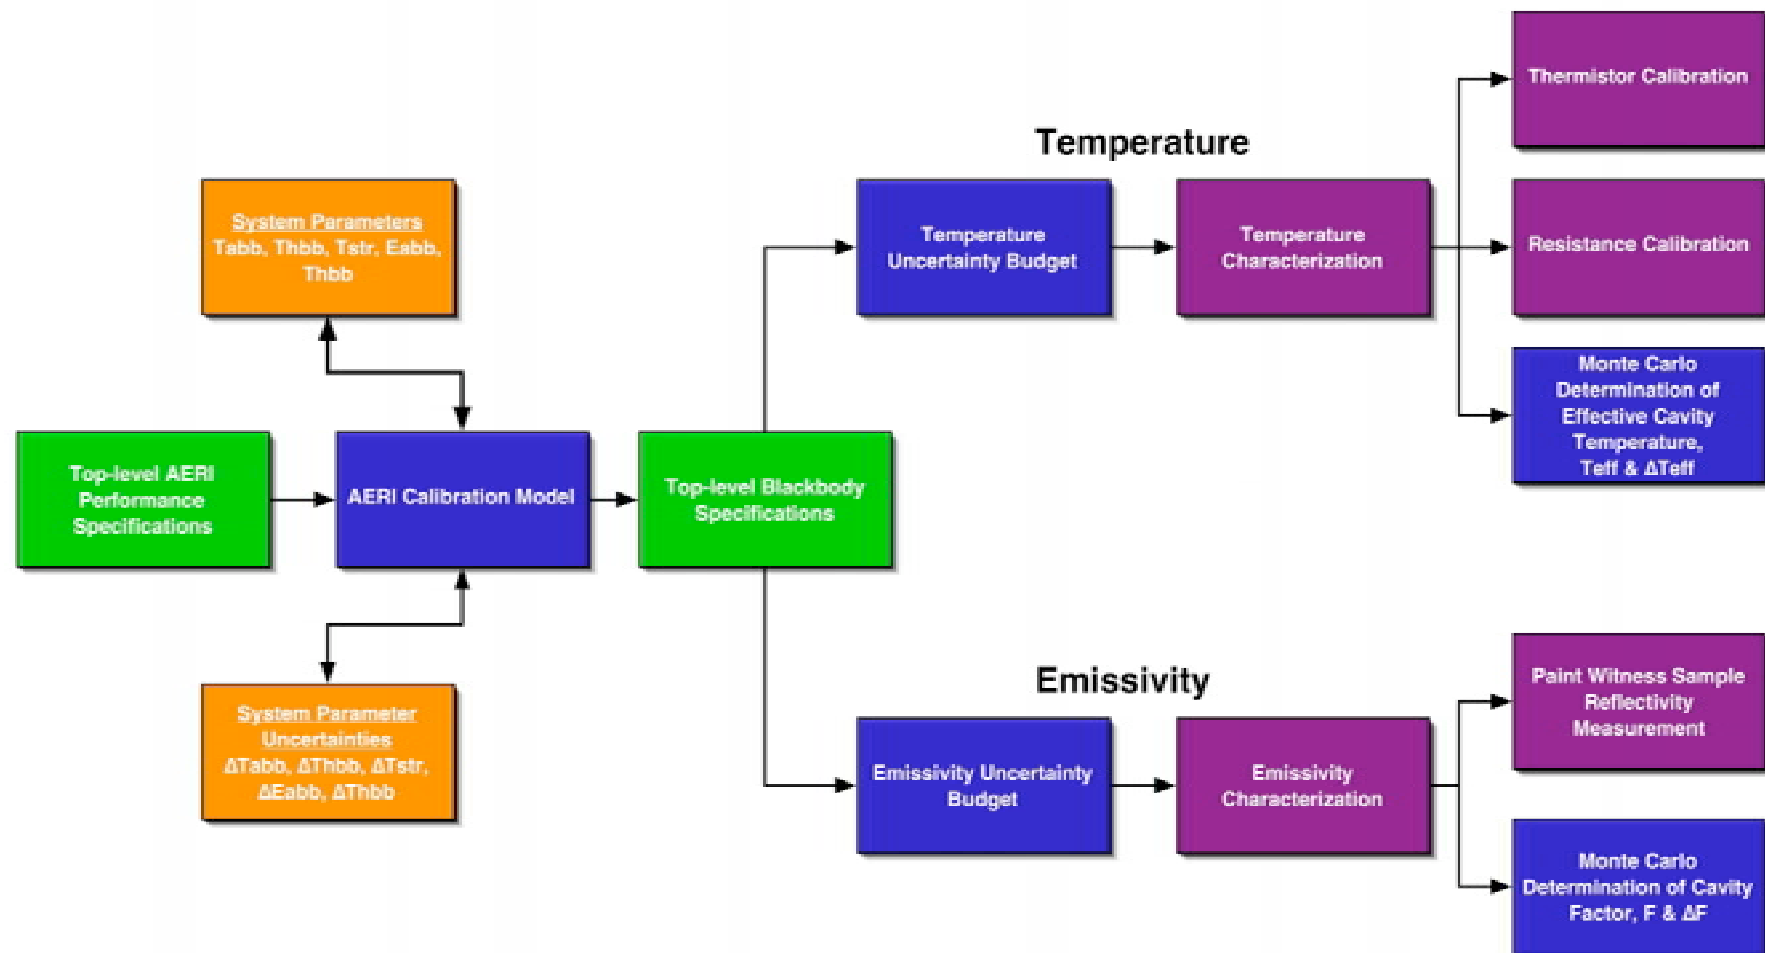 Temperature
Thermistor Calibration
System Parameters
Tabb, Thbb, Tstr, Eabb,
Thbb
Temperature
Uncertainty Budget
Temperature
Characterization
Resistance Calibration
Monte Carlo
Determination of
Effective Cavity
Temperature,
Teff & ΔTeff
Top-level AERI
Performance
Specifications
AERI Calibration Model
Top-level Blackbody
Specifications
Emissivity
System Parameter
Uncertainties
ΔTabb, ΔThbb, ΔTstr,
ΔEabb, ΔThbb
Emissivity Uncertainty
Budget
Emissivity
Characterization
Paint Witness Sample
Reflectivity
Measurement
Monte Carlo
Determination of Cavity
Factor, F & ΔF